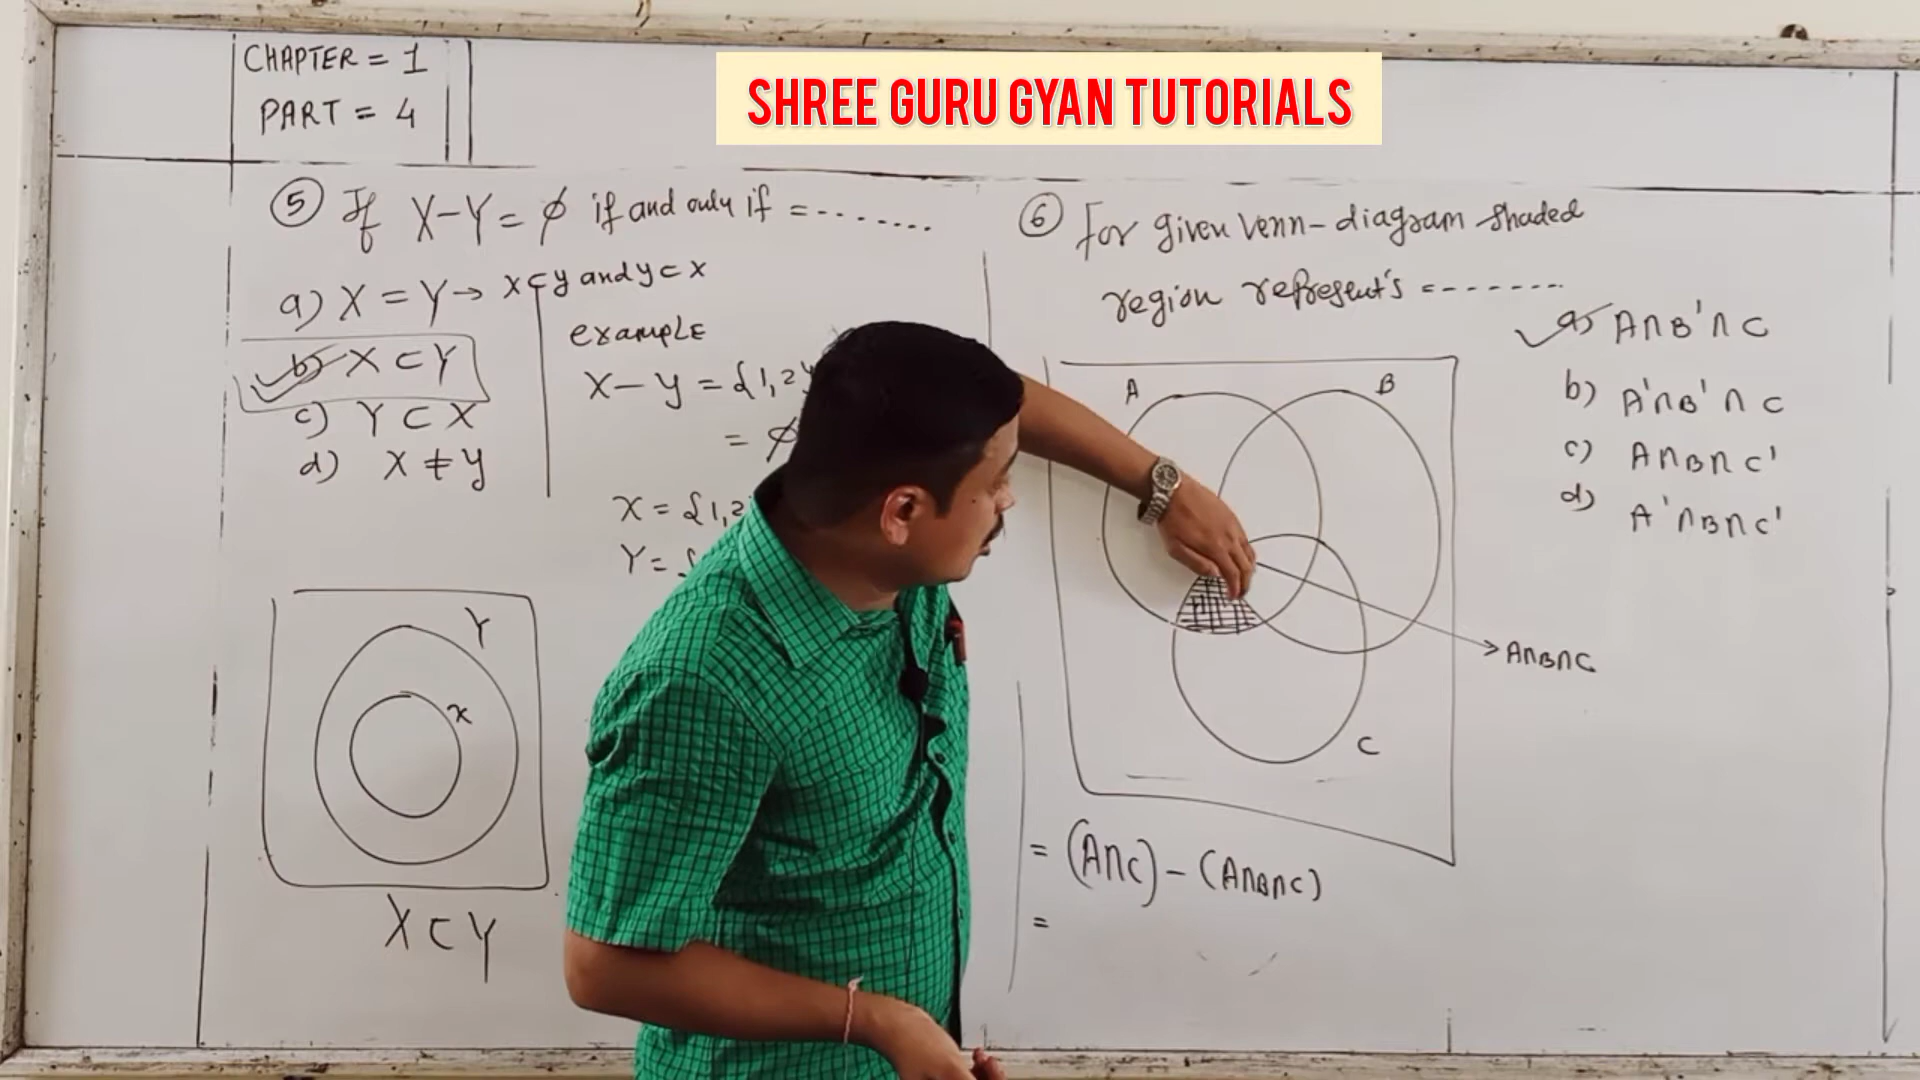 CHAPTER = 1
PART = 4
SHREE GURU GYAN TUTORIALS
⑤ If X-Y = ϕ if and only if = -------
a) X = Y → X⊂Y and Y⊂X
b) X ⊂ Y
c) Y ⊂ X
d) X ≠ Y
example
X - Y = {1,2
= ϕ
X = {1,2
Y = {
Y
x
X ⊂ Y
⑥ For given Venn-diagram shaded
region represent's = -------
a) A∩B'∩C
b) A'∩B'∩C
c) A∩B∩C'
d) A'∩B∩C'
A
B
C
A∩B∩C
= (A∩C) - (A∩B∩C)
=